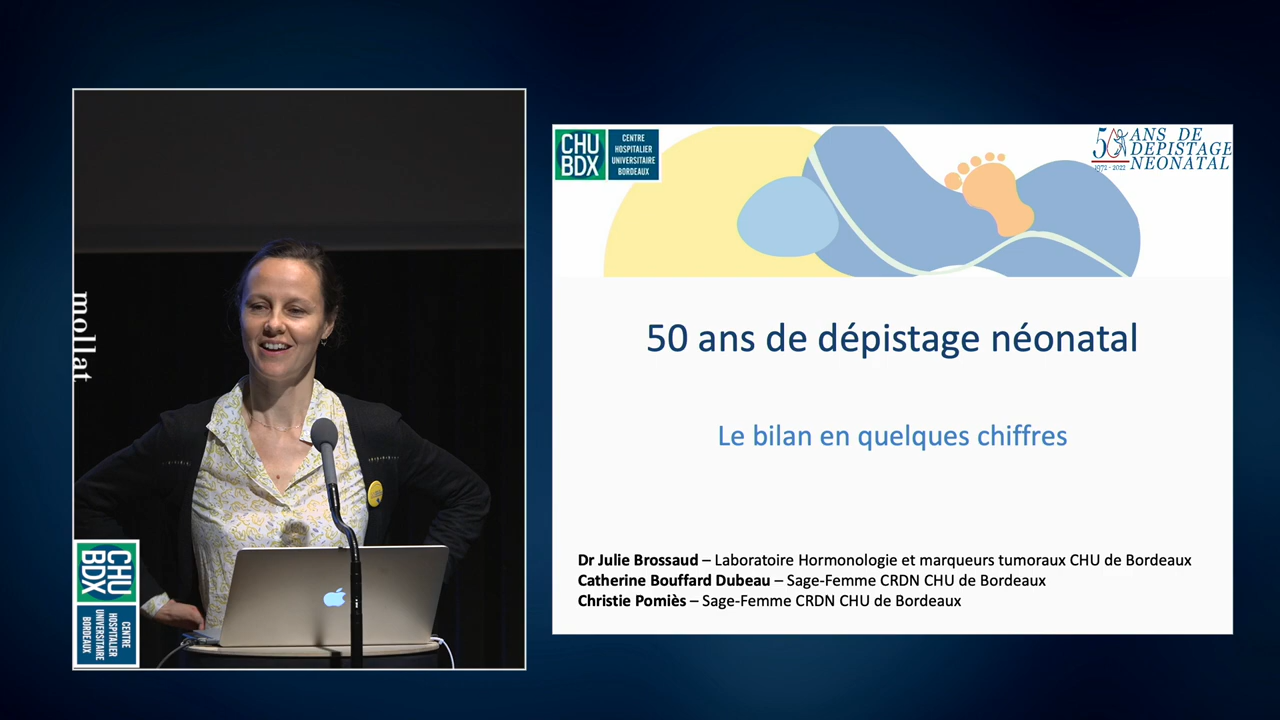 mollat
CHU
BDX
CENTRE
HOSPITALIER
UNIVERSITAIRE
BORDEAUX
CHU
BDX
CENTRE
HOSPITALIER
UNIVERSITAIRE
BORDEAUX
50 ANS DE
DÉPISTAGE
NÉONATAL
1972 - 2022
50 ans de dépistage néonatal
Le bilan en quelques chiffres
Dr Julie Brossaud – Laboratoire Hormonologie et marqueurs tumoraux CHU de Bordeaux
Catherine Bouffard Dubeau – Sage-Femme CRDN CHU de Bordeaux
Christie Pomiès – Sage-Femme CRDN CHU de Bordeaux